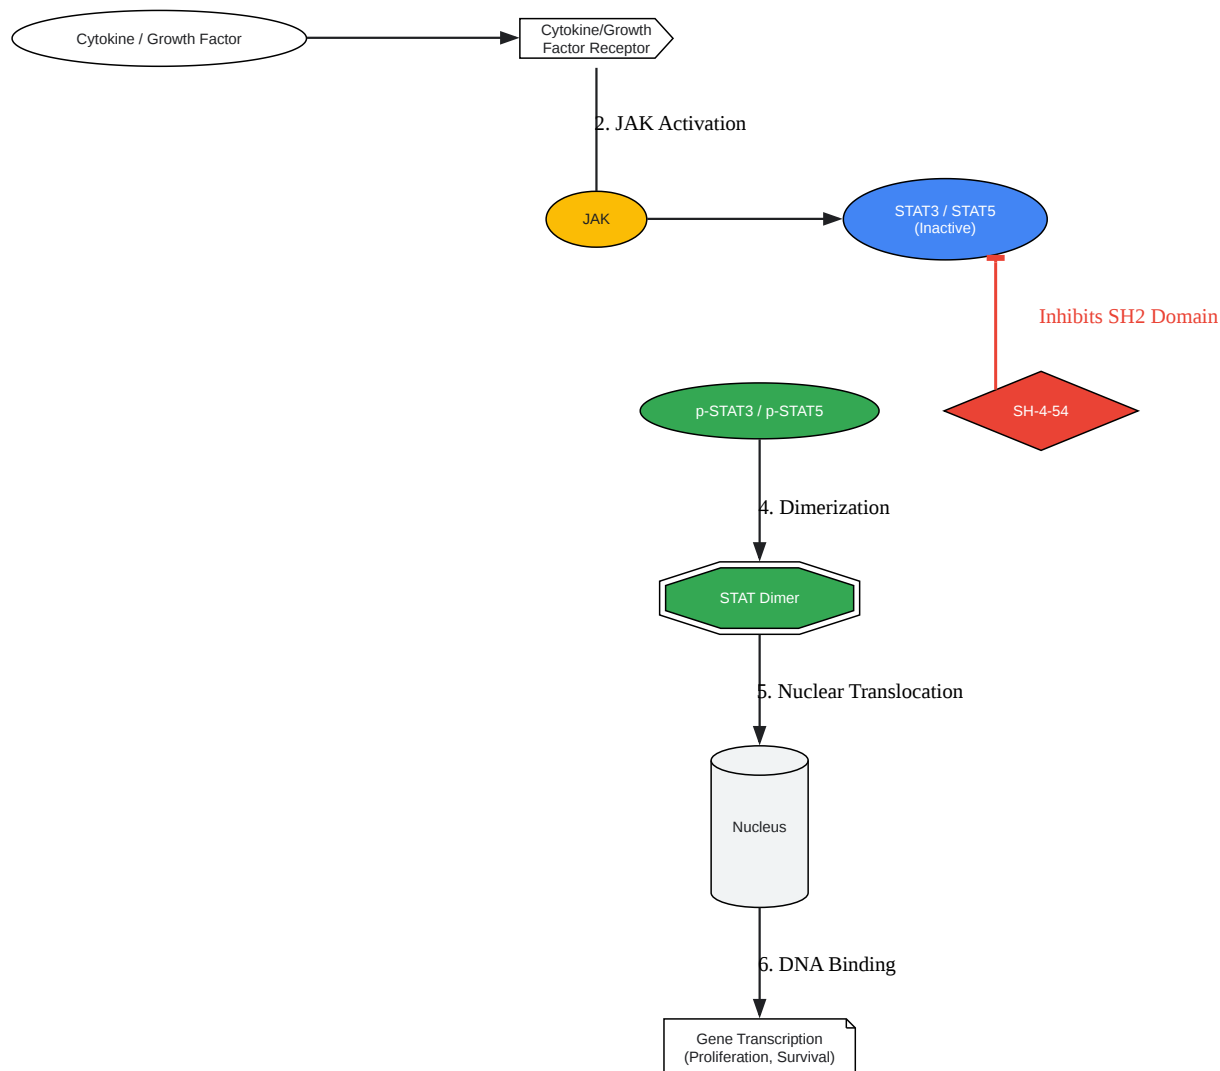 Cytokine / Growth Factor
Cytokine/Growth
Factor Receptor
2. JAK Activation
JAK
STAT3 / STAT5
(Inactive)
Inhibits SH2 Domain
p-STAT3 / p-STAT5
SH-4-54
4. Dimerization
STAT Dimer
5. Nuclear Translocation
Nucleus
6. DNA Binding
Gene Transcription
(Proliferation, Survival)